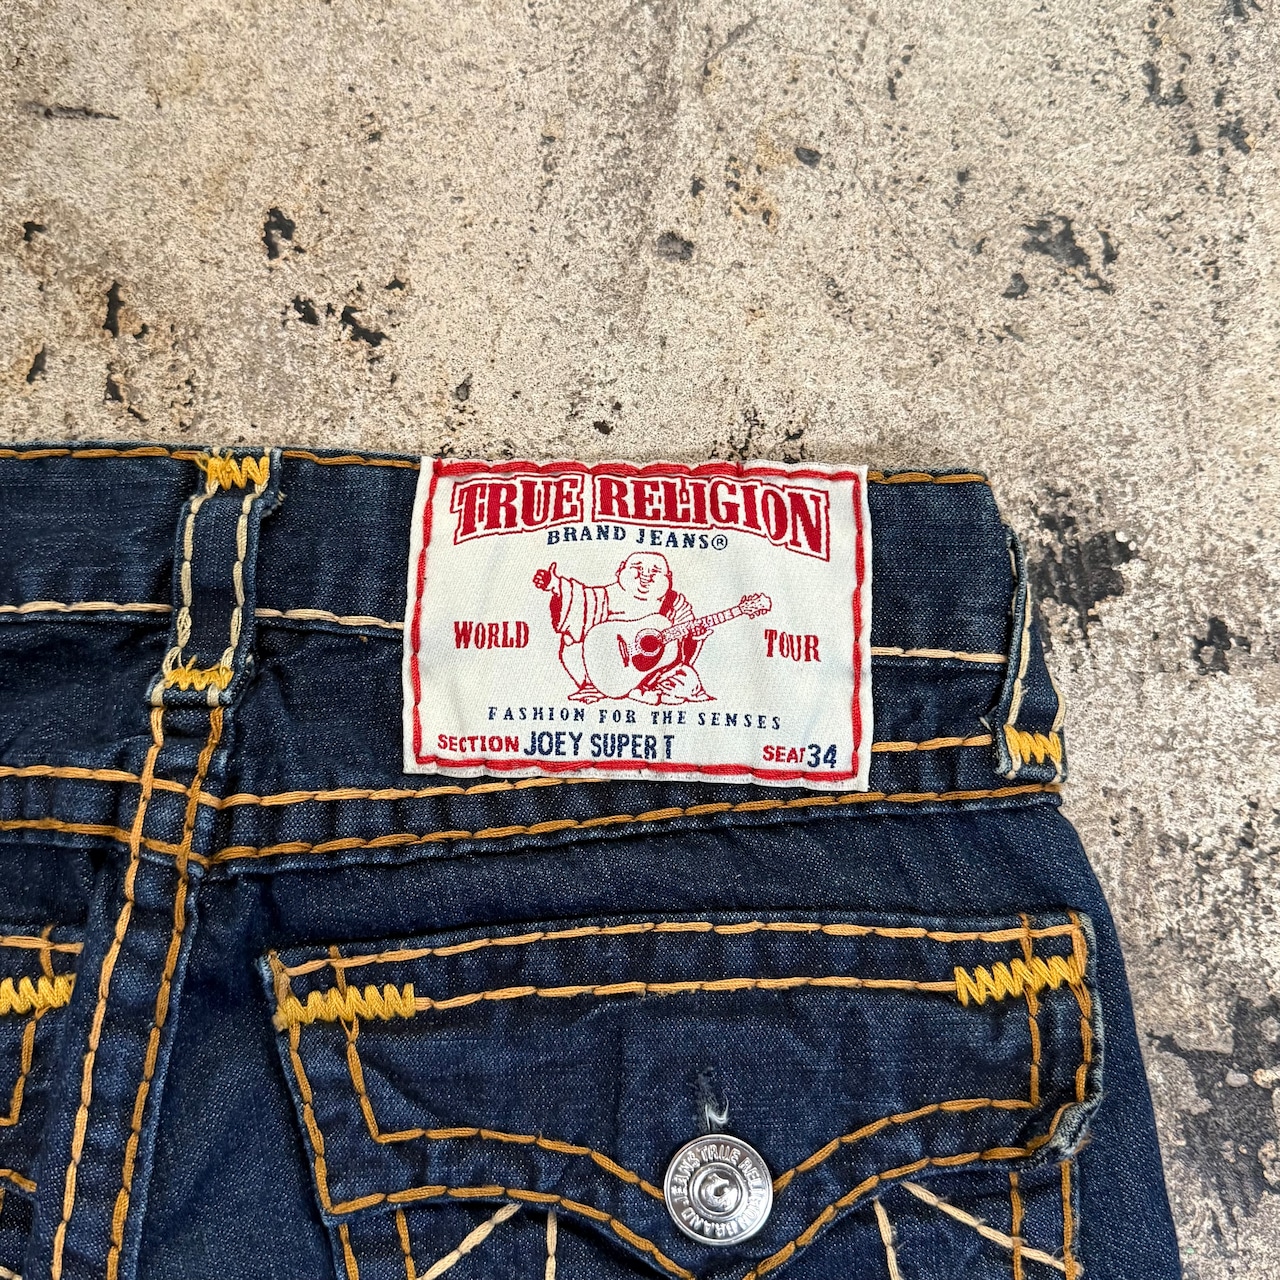 TRUE RELIGION
BRAND JEANS®
WORLD TOUR
FASHION FOR THE SENSES
SECTION JOEY SUPER T SEAT 34
TRUE RELIGION BRAND JEANS